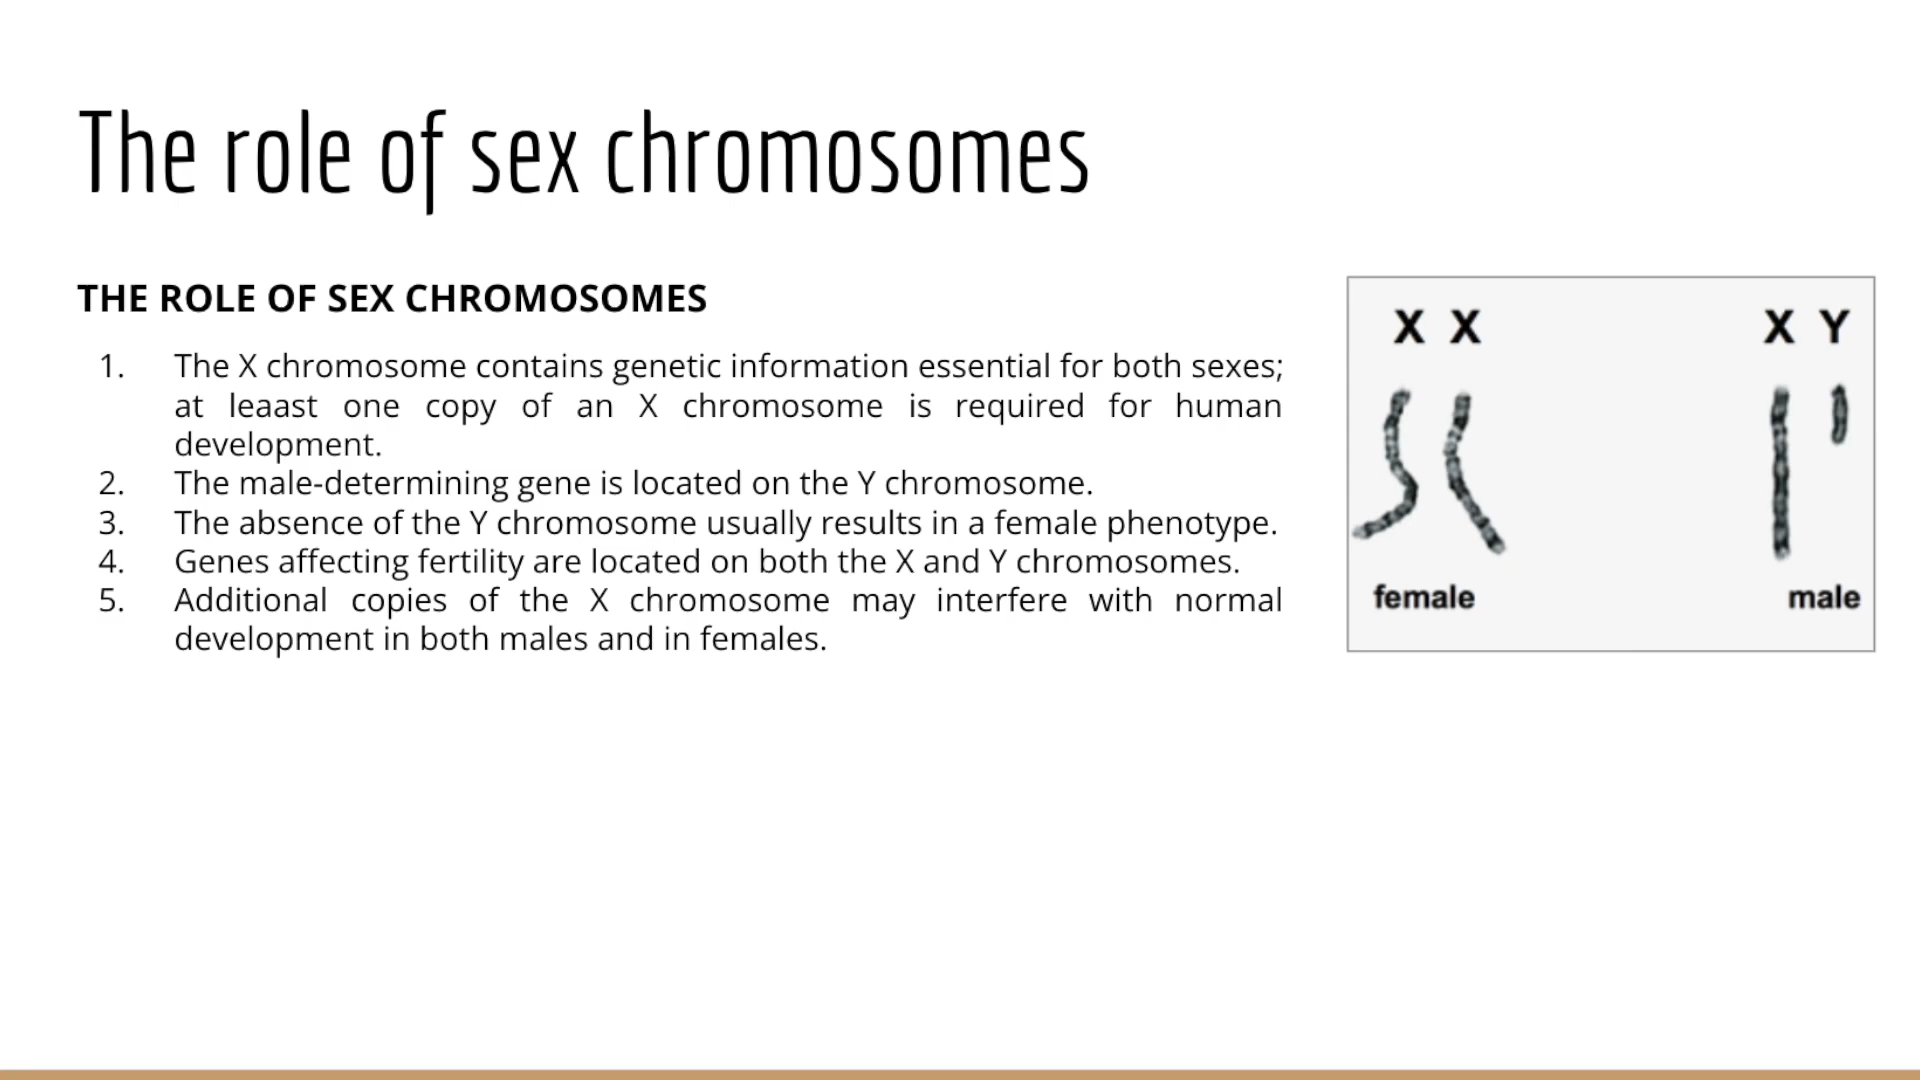 The role of sex chromosomes
THE ROLE OF SEX CHROMOSOMES
1. The X chromosome contains genetic information essential for both sexes;
at leaast one copy of an X chromosome is required for human
development.
2. The male-determining gene is located on the Y chromosome.
3. The absence of the Y chromosome usually results in a female phenotype.
4. Genes affecting fertility are located on both the X and Y chromosomes.
5. Additional copies of the X chromosome may interfere with normal
development in both males and in females.
X X X Y
female male